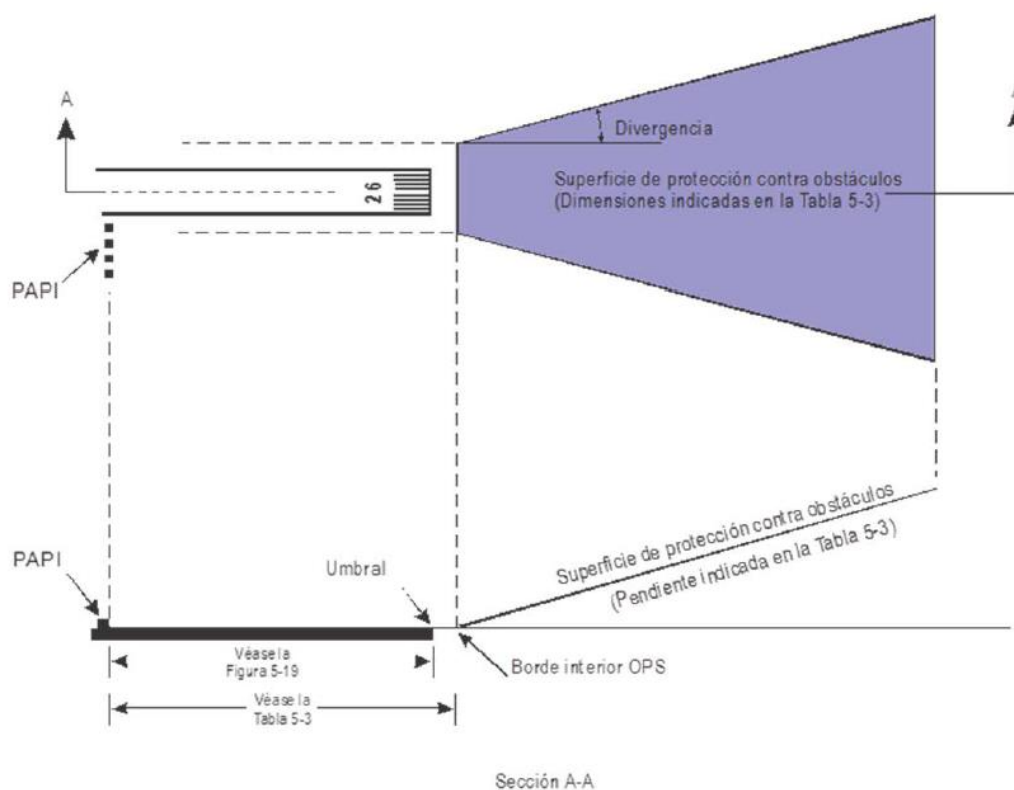 A
Divergencia
Superficie de protección contra obstáculos
(Dimensiones indicadas en la Tabla 5-3)
26
PAPI
Superficie de protección contra obstáculos
(Pendiente indicada en la Tabla 5-3)
PAPI
Umbral
Véase la
Figura 5-19
Borde interior OPS
Véase la
Tabla 5-3
Sección A-A